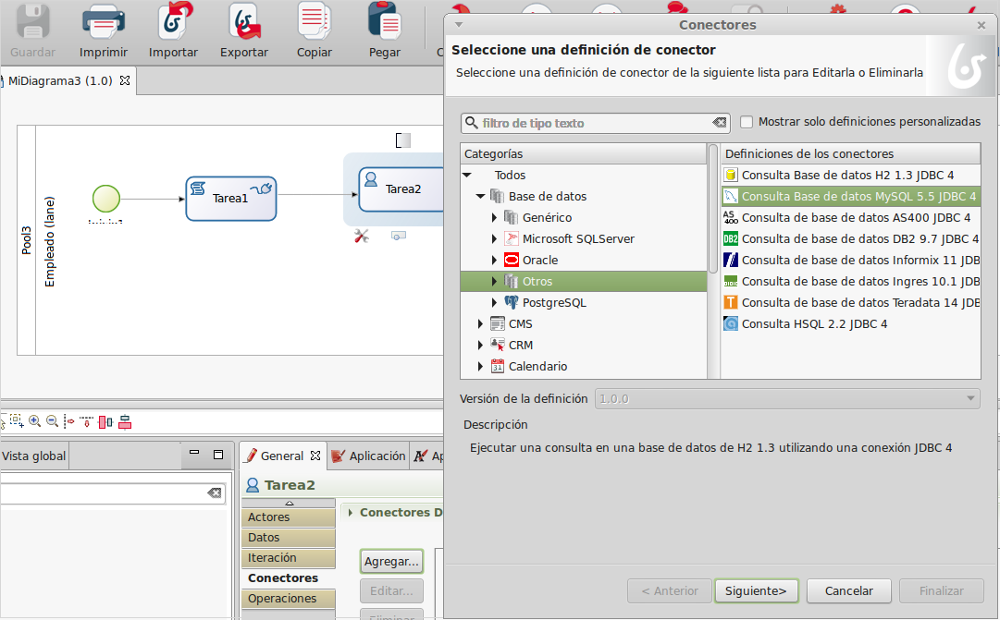 Guardar
Imprimir
Importar
Exportar
Copiar
Pegar
Conectores
Seleccione una definición de conector
Seleccione una definición de conector de la siguiente lista para Editarla o Eliminarla
filtro de tipo texto
Mostrar solo definiciones personalizadas
Categorías
Todos
Base de datos
Genérico
Microsoft SQLServer
Oracle
Otros
PostgreSQL
CMS
CRM
Calendario
Definiciones de los conectores
Consulta Base de datos H2 1.3 JDBC 4
Consulta Base de datos MySQL 5.5 JDBC 4
AS 400 Consulta de base de datos AS400 JDBC 4
DB2 Consulta de base de datos DB2 9.7 JDBC 4
Consulta de base de datos Informix 11 JDB
Consulta de base de datos Ingres 10.1 JDB
Consulta de base de datos Teradata 14 JDB
Consulta HSQL 2.2 JDBC 4
Versión de la definición 1.0.0
Descripción
Ejecutar una consulta en una base de datos de H2 1.3 utilizando una conexión JDBC 4
< Anterior
Siguiente>
Cancelar
Finalizar
MiDiagrama3 (1.0)
Pool3
Empleado (lane)
Tarea1
Tarea2
Vista global
General
Aplicación
Tarea2
Actores
Datos
Iteración
Conectores
Operaciones
Conectores D
Agregar...
Editar...
Eliminar